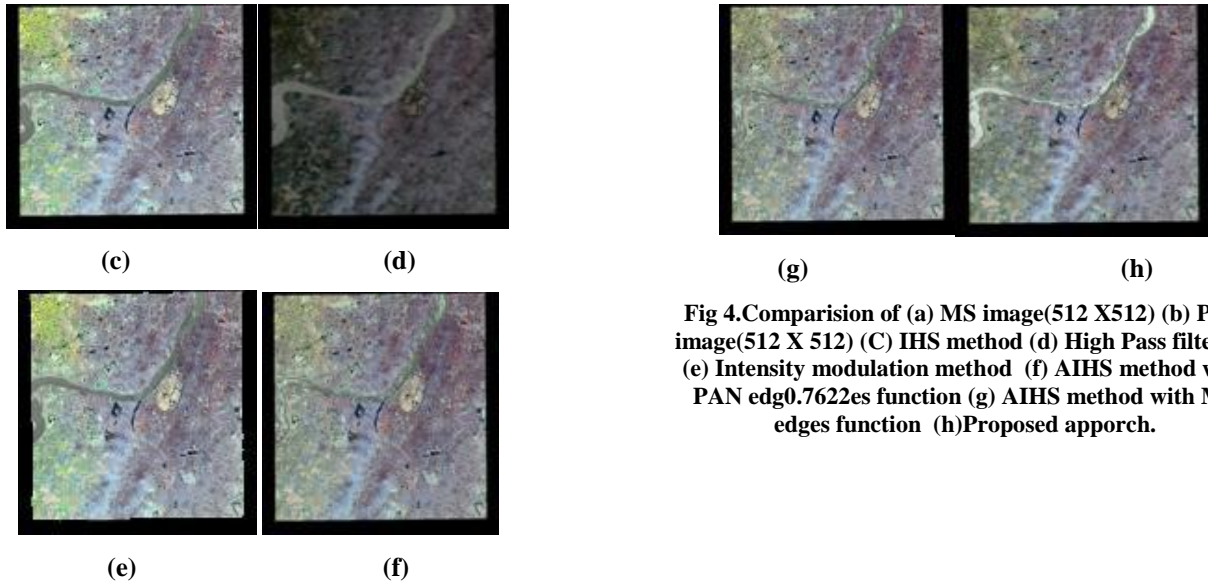 (c) (d)
(e) (f)
(g) (h)
Fig 4.Comparision of (a) MS image(512 X512) (b)
image(512 X 512) (C) IHS method (d) High Pass
(e) Intensity modulation method (f) AIHS method
PAN edg0.7622es function (g) AIHS method with
edges function (h)Proposed apporch.